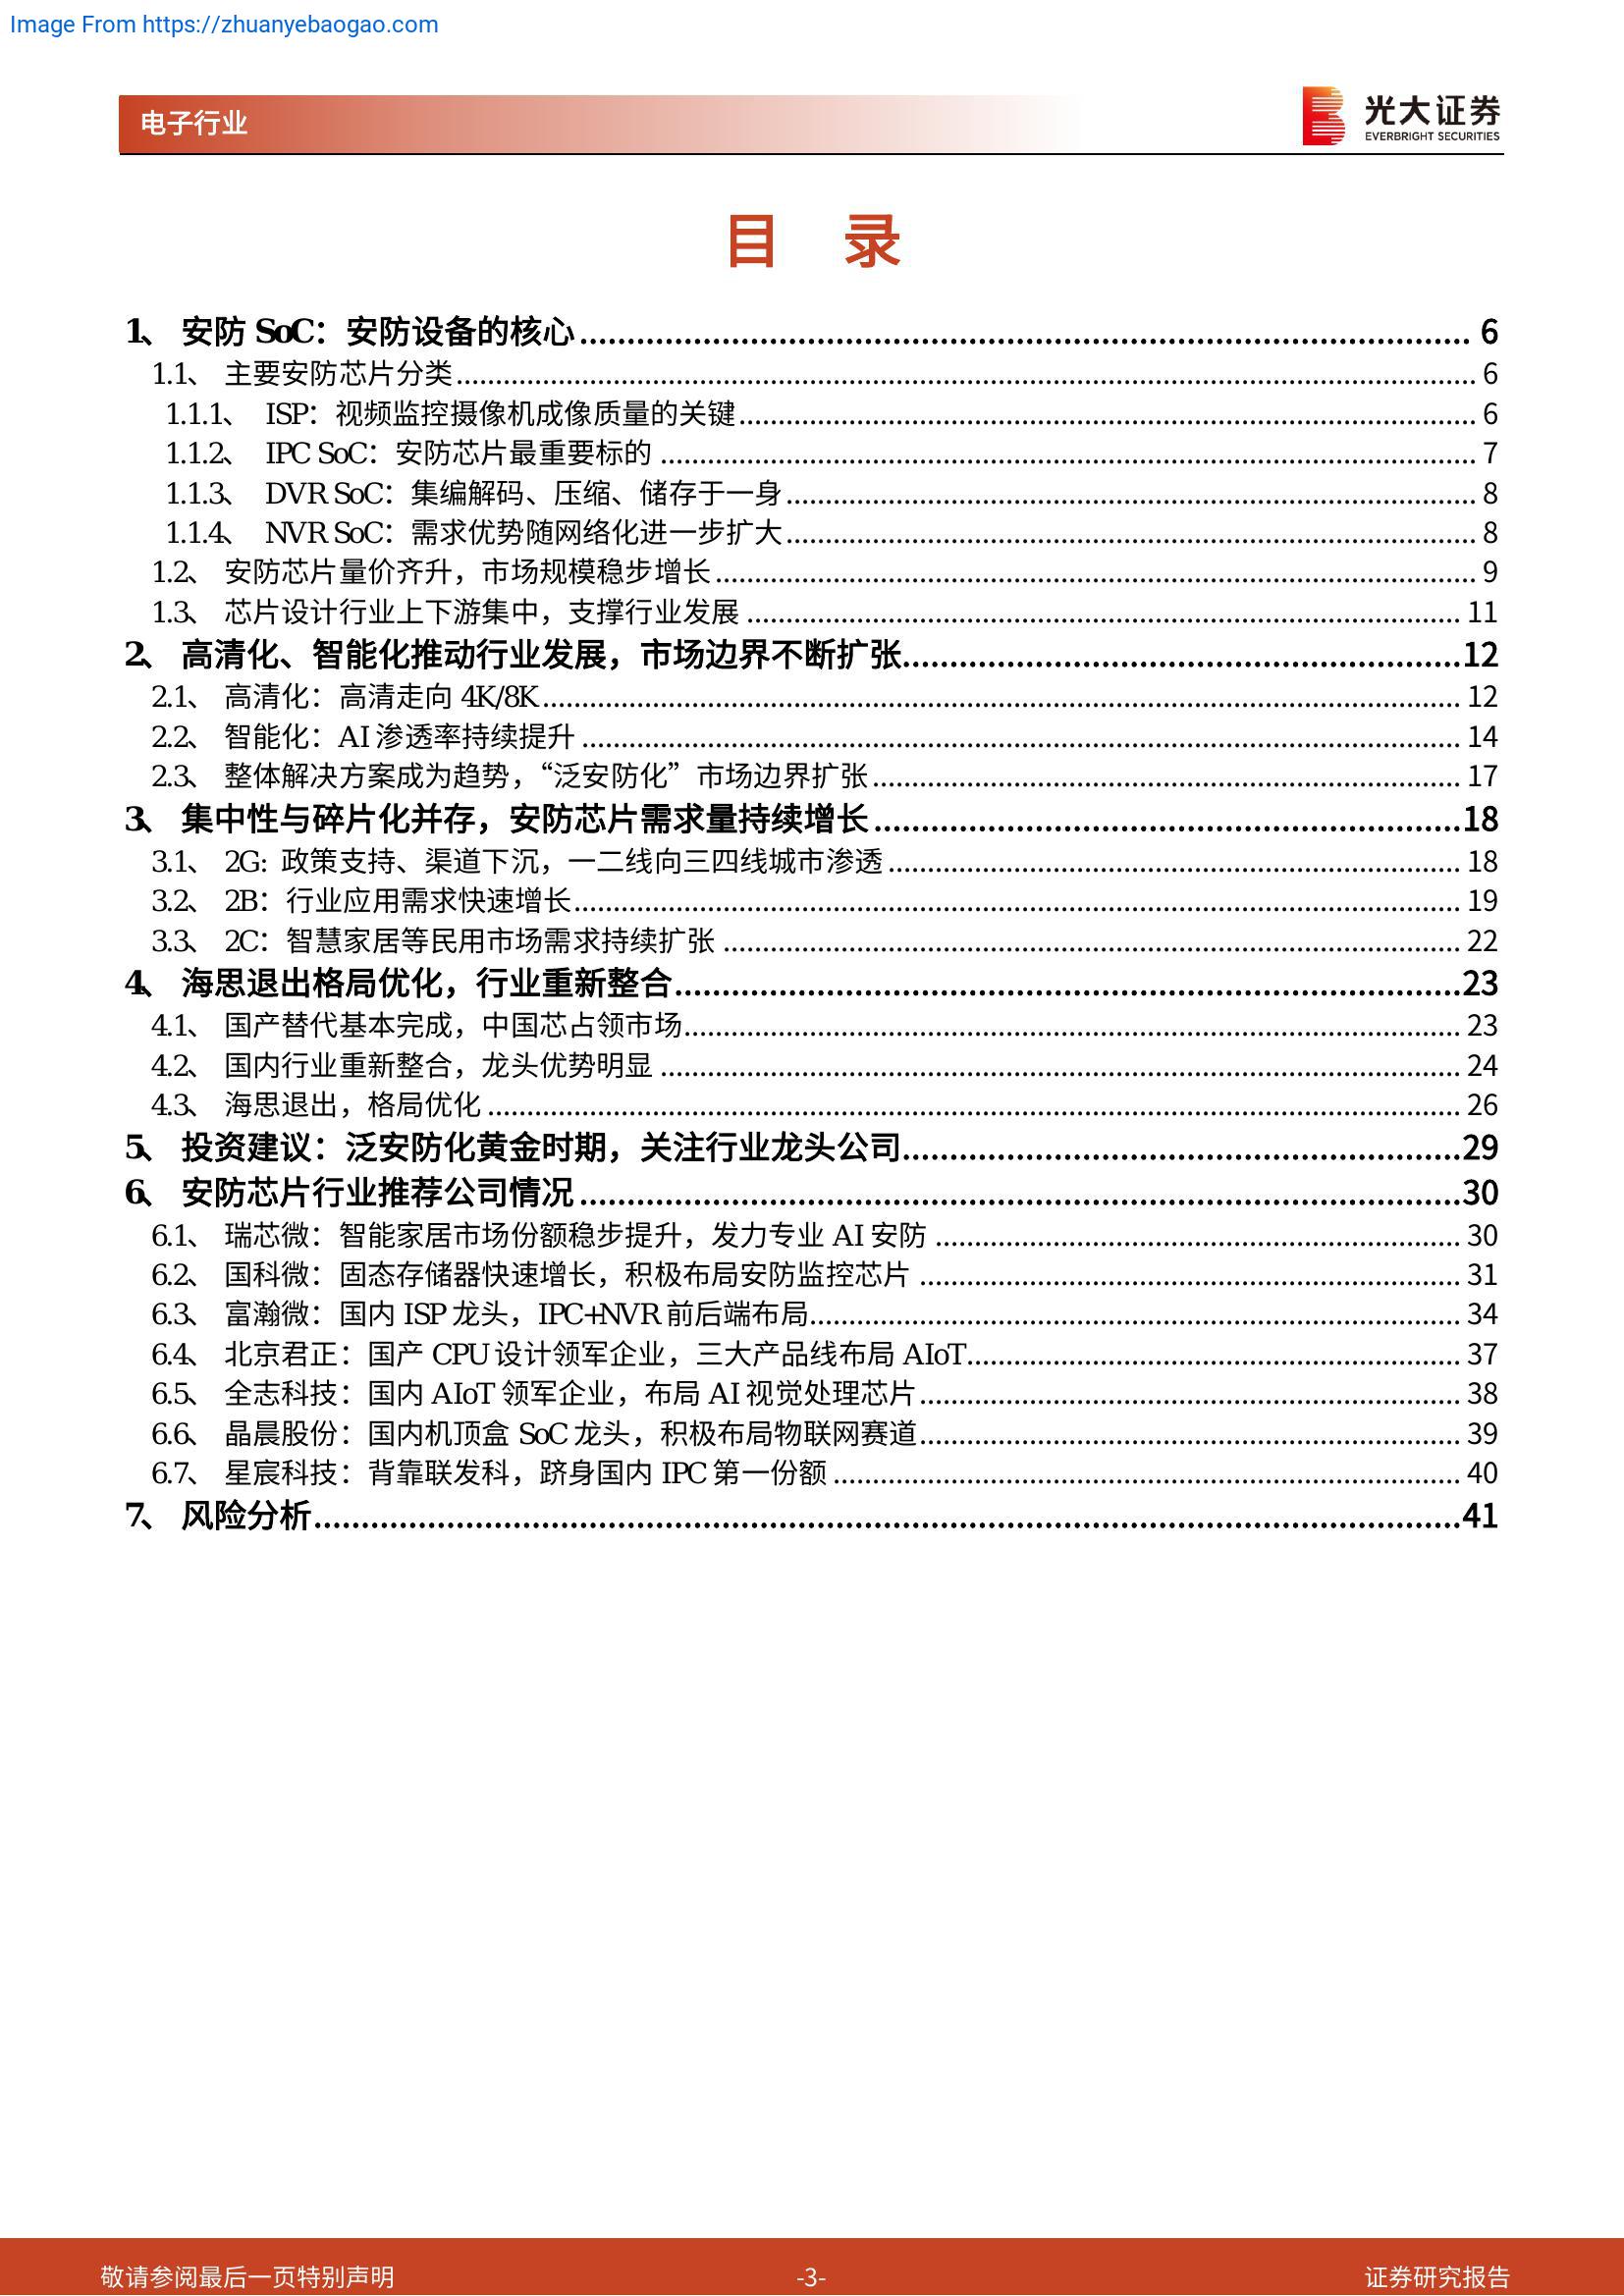 Image From https://zhuanyebaogao.com
电子行业
光大证券
EVERBRIGHT SECURITIES
目 录
1、 安防 SoC：安防设备的核心 6
1.1、 主要安防芯片分类 6
1.1.1、 ISP：视频监控摄像机成像质量的关键 6
1.1.2、 IPC SoC：安防芯片最重要标的 7
1.1.3、 DVR SoC：集编解码、压缩、储存于一身 8
1.1.4、 NVR SoC：需求优势随网络化进一步扩大 8
1.2、 安防芯片量价齐升，市场规模稳步增长 9
1.3、 芯片设计行业上下游集中，支撑行业发展 11
2、 高清化、智能化推动行业发展，市场边界不断扩张 12
2.1、 高清化：高清走向 4K/8K 12
2.2、 智能化：AI 渗透率持续提升 14
2.3、 整体解决方案成为趋势，“泛安防化”市场边界扩张 17
3、 集中性与碎片化并存，安防芯片需求量持续增长 18
3.1、 2G: 政策支持、渠道下沉，一二线向三四线城市渗透 18
3.2、 2B：行业应用需求快速增长 19
3.3、 2C：智慧家居等民用市场需求持续扩张 22
4、 海思退出格局优化，行业重新整合 23
4.1、 国产替代基本完成，中国芯占领市场 23
4.2、 国内行业重新整合，龙头优势明显 24
4.3、 海思退出，格局优化 26
5、 投资建议：泛安防化黄金时期，关注行业龙头公司 29
6、 安防芯片行业推荐公司情况 30
6.1、 瑞芯微：智能家居市场份额稳步提升，发力专业 AI 安防 30
6.2、 国科微：固态存储器快速增长，积极布局安防监控芯片 31
6.3、 富瀚微：国内 ISP 龙头，IPC+NVR 前后端布局 34
6.4、 北京君正：国产 CPU 设计领军企业，三大产品线布局 AIoT 37
6.5、 全志科技：国内 AIoT 领军企业，布局 AI 视觉处理芯片 38
6.6、 晶晨股份：国内机顶盒 SoC 龙头，积极布局物联网赛道 39
6.7、 星宸科技：背靠联发科，跻身国内 IPC 第一份额 40
7、 风险分析 41
敬请参阅最后一页特别声明 -3- 证券研究报告